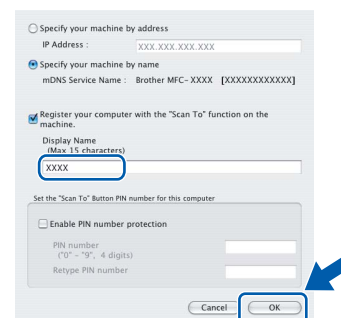 Specify your machine by address
IP Address : XXX.XXX.XXX.XXX
Specify your machine by name
mDNS Service Name : Brother MFC-XXXX [XXXXXXXXXXXX]
Register your computer with the "Scan To" function on the
machine.
Display Name
(Max 15 characters)
XXXX
Set the "Scan To" Button PIN number for this computer
Enable PIN number protection
PIN number
("0" - "9", 4 digits)
Retype PIN number
Cancel OK